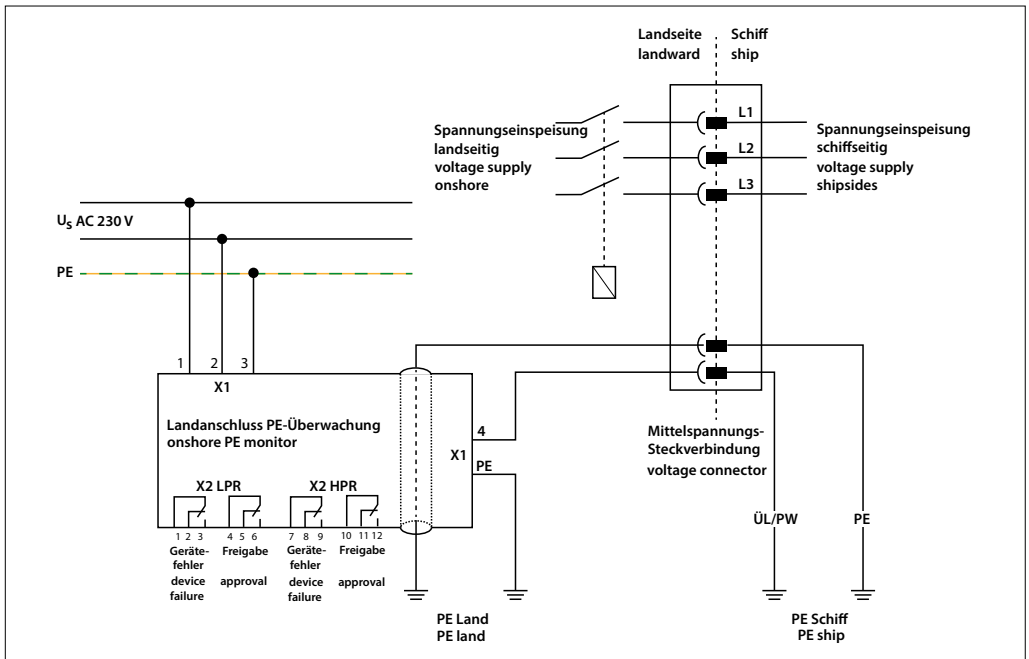 Landseite
landward
Schiff
ship
L1
L2
L3
Spannungseinspeisung
landseitig
voltage supply
onshore
Spannungseinspeisung
schiffseitig
voltage supply
shipsides
US AC 230 V
PE
1 2 3
X1
Landanschluss PE-Überwachung
onshore PE monitor
4
X1
PE
Mittelspannungs-
Steckverbindung
voltage connector
X2 LPR
X2 HPR
1 2 3 4 5 6 7 8 9 10 11 12
Geräte-
fehler
device
failure
Freigabe
approval
Geräte-
fehler
device
failure
Freigabe
approval
ÜL/PW
PE
PE Land
PE land
PE Schiff
PE ship